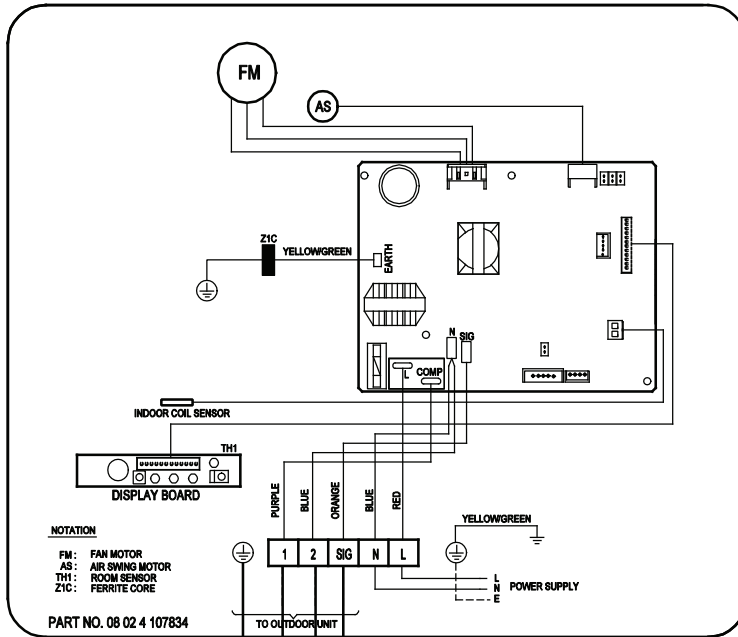 FM
AS
Z1C
YELLOW/GREEN
EARTH
N
SIG
L
COMP
INDOOR COIL SENSOR
TH1
DISPLAY BOARD
PURPLE
BLUE
ORANGE
BLUE
RED
YELLOW/GREEN
NOTATION
1 2 SIG N L
FM : FAN MOTOR
AS : AIR SWING MOTOR
TH1 : ROOM SENSOR
Z1C : FERRITE CORE
L
N POWER SUPPLY
E
PART NO. 08 02 4 107834
TO OUTDOOR UNIT